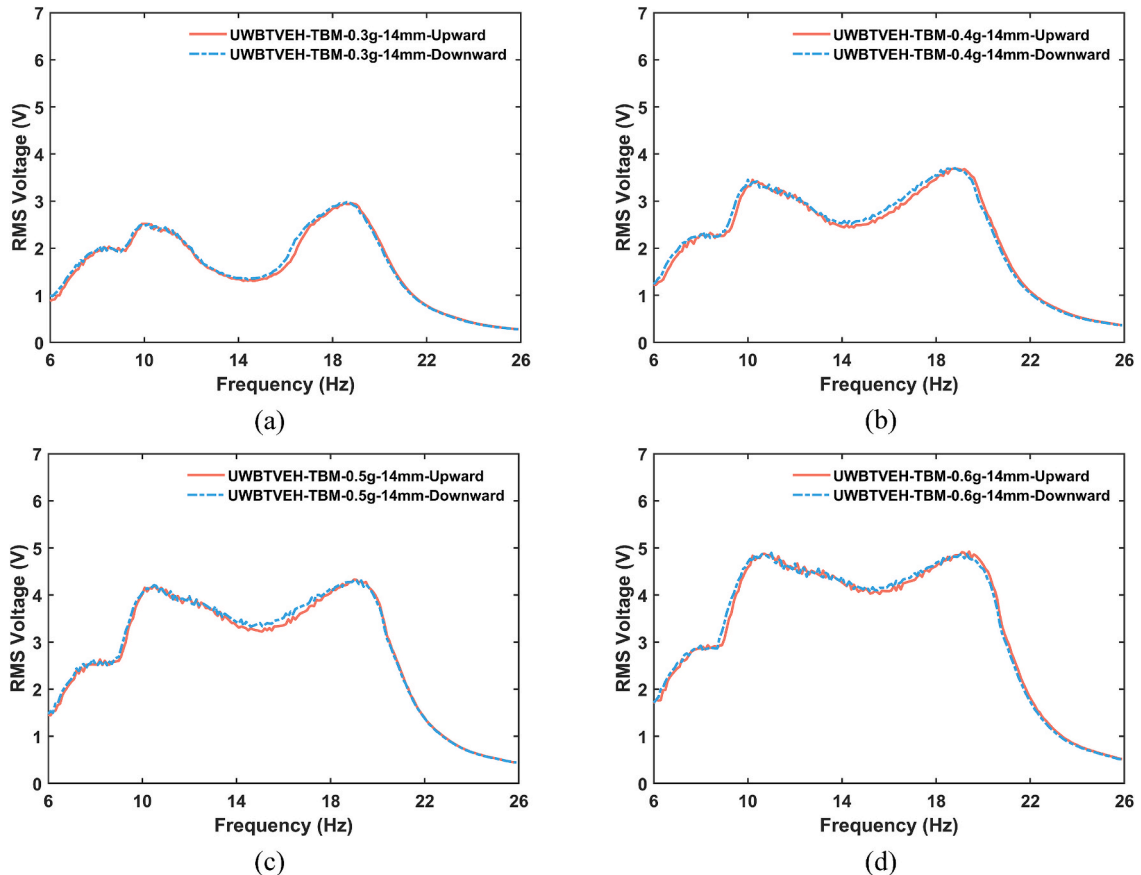 UWBTVEH-TBM-0.3g-14mm-Upward
UWBTVEH-TBM-0.3g-14mm-Downward
RMS Voltage (V)
7
6
5
4
3
2
1
0
6 10 14 18 22 26
Frequency (Hz)
(a)
UWBTVEH-TBM-0.4g-14mm-Upward
UWBTVEH-TBM-0.4g-14mm-Downward
RMS Voltage (V)
7
6
5
4
3
2
1
0
6 10 14 18 22 26
Frequency (Hz)
(b)
UWBTVEH-TBM-0.5g-14mm-Upward
UWBTVEH-TBM-0.5g-14mm-Downward
RMS Voltage (V)
7
6
5
4
3
2
1
0
6 10 14 18 22 26
Frequency (Hz)
(c)
UWBTVEH-TBM-0.6g-14mm-Upward
UWBTVEH-TBM-0.6g-14mm-Downward
RMS Voltage (V)
7
6
5
4
3
2
1
0
6 10 14 18 22 26
Frequency (Hz)
(d)